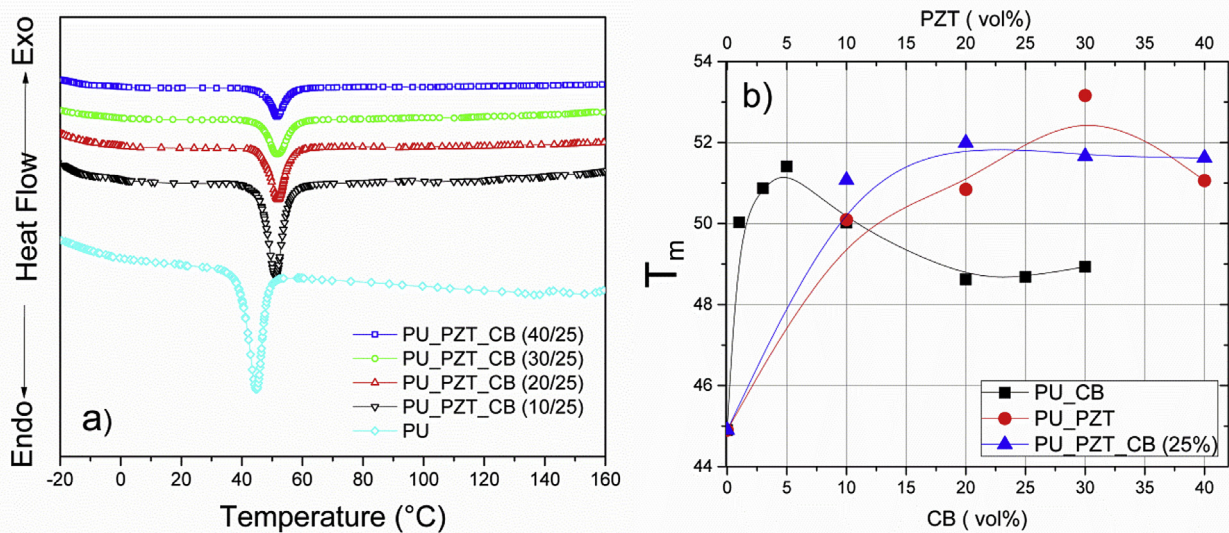 Endo Heat Flow Exo
PU_PZT_CB (40/25)
PU_PZT_CB (30/25)
PU_PZT_CB (20/25)
PU_PZT_CB (10/25)
PU
a)
-20 0 20 40 60 80 100 120 140 160
Temperature (°C)
PZT ( vol%)
0 5 10 15 20 25 30 35 40
b)
54
52
50
48
46
44
Tm
PU_CB
PU_PZT
PU_PZT_CB (25%)
0 5 10 15 20 25 30 35 40
CB ( vol%)